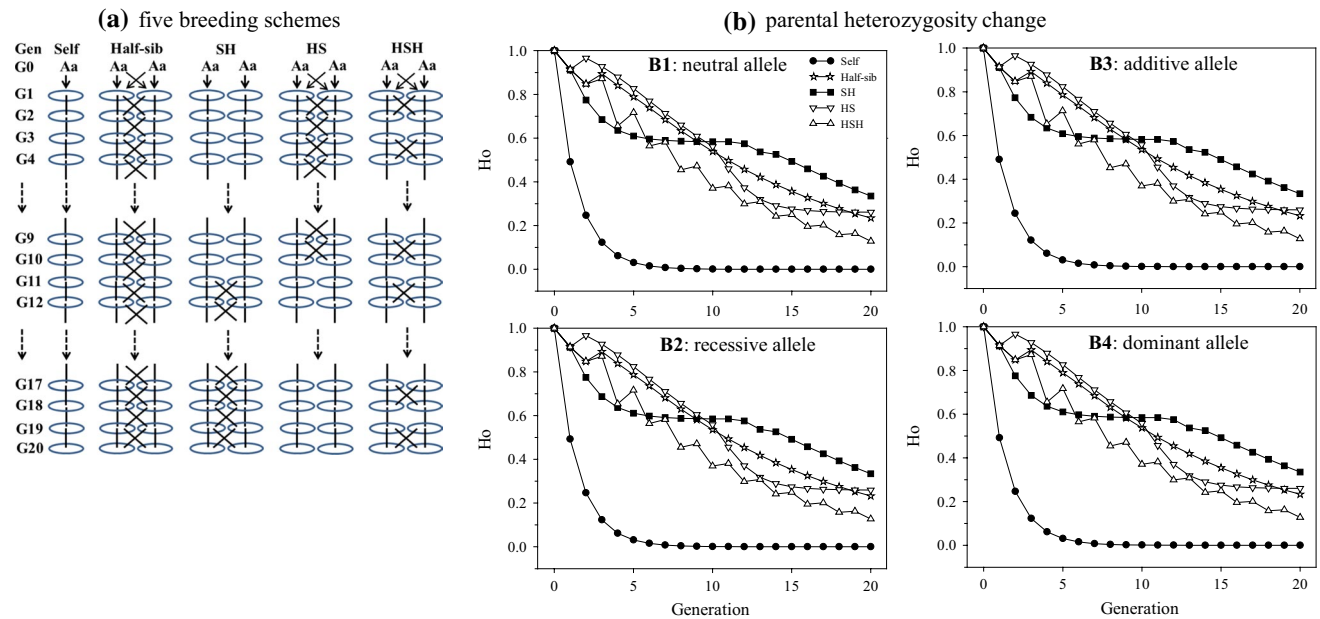 (a) five breeding schemes
Gen Self Half-sib SH HS HSH
G0 Aa Aa Aa Aa Aa Aa Aa Aa Aa
G1
G2
G3
G4
G9
G10
G11
G12
G17
G18
G19
G20
(b) parental heterozygosity change
B1: neutral allele
Self
Half-sib
SH
HS
HSH
Ho
1.0
0.8
0.6
0.4
0.2
0.0
0 5 10 15 20
B3: additive allele
Ho
1.0
0.8
0.6
0.4
0.2
0.0
0 5 10 15 20
B2: recessive allele
Ho
1.0
0.8
0.6
0.4
0.2
0.0
0 5 10 15 20
Generation
B4: dominant allele
Ho
1.0
0.8
0.6
0.4
0.2
0.0
0 5 10 15 20
Generation